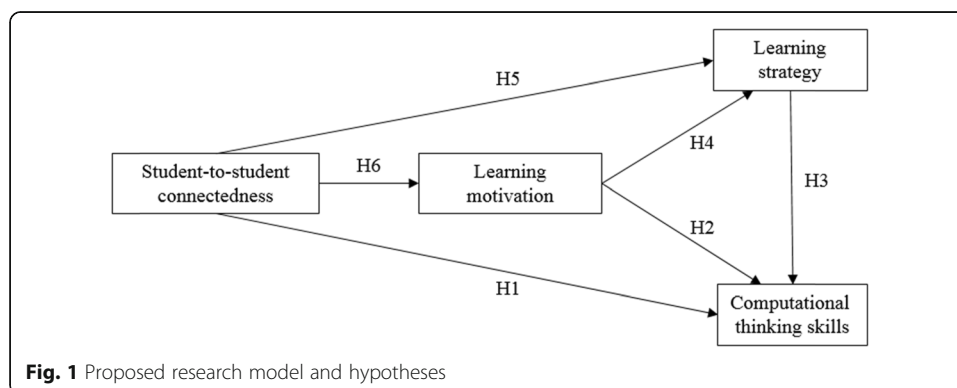 Learning
strategy
H5
H4
Student-to-student
connectedness
H6
Learning
motivation
H3
H2
H1
Computational
thinking skills
Fig. 1 Proposed research model and hypotheses